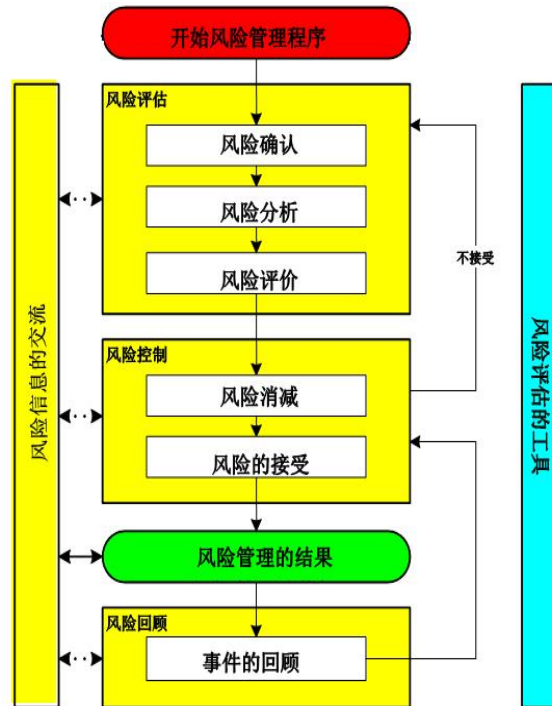 开始风险管理程序
风险评估
风险确认
风险分析
风险评价
不接受
风险控制
风险消减
风险的接受
风险管理的结果
风险回顾
事件的回顾
风险信息的交流
风险评估的工具